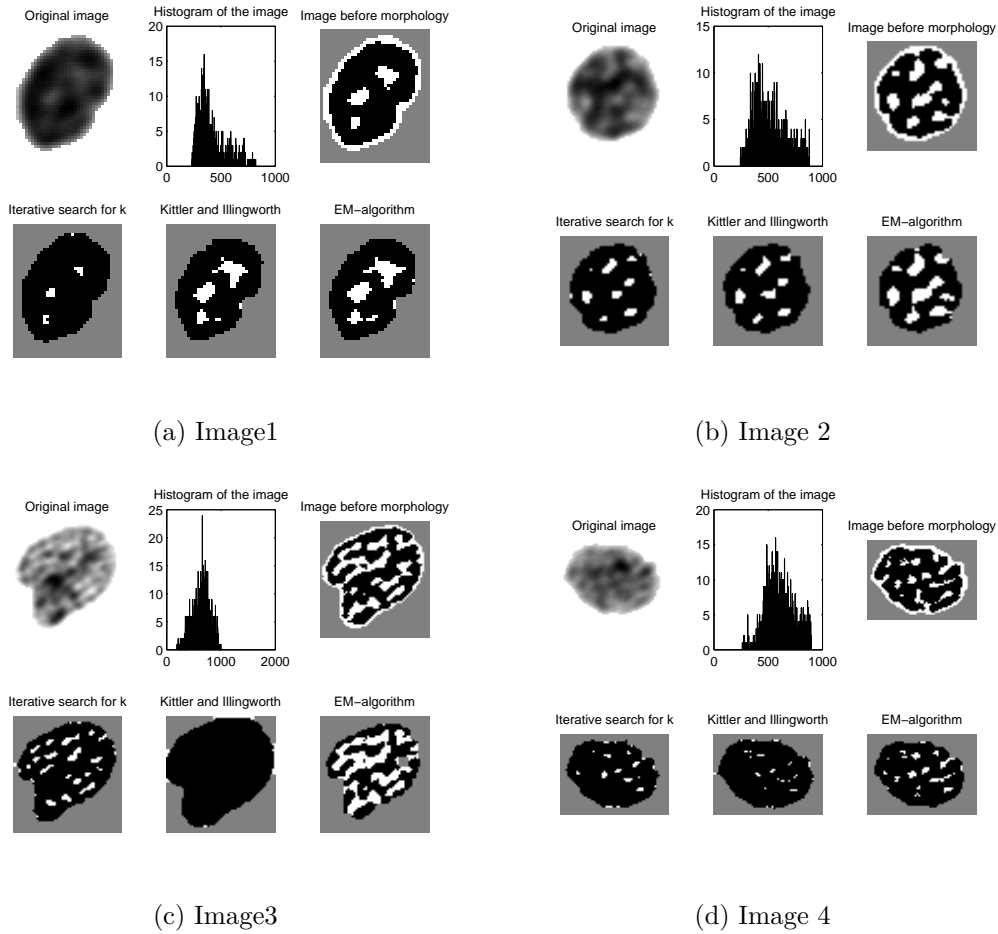 Original image
Histogram of the image
Image before morphology
20
15
10
5
0
0 500 1000
Iterative search for k
Kittler and Illingworth
EM−algorithm
(a) Image1
Original image
Histogram of the image
Image before morphology
15
10
5
0
0 500 1000
Iterative search for k
Kittler and Illingworth
EM−algorithm
(b) Image 2
Original image
Histogram of the image
Image before morphology
25
20
15
10
5
0
0 1000 2000
Iterative search for k
Kittler and Illingworth
EM−algorithm
(c) Image3
Original image
Histogram of the image
Image before morphology
20
15
10
5
0
0 500 1000
Iterative search for k
Kittler and Illingworth
EM−algorithm
(d) Image 4